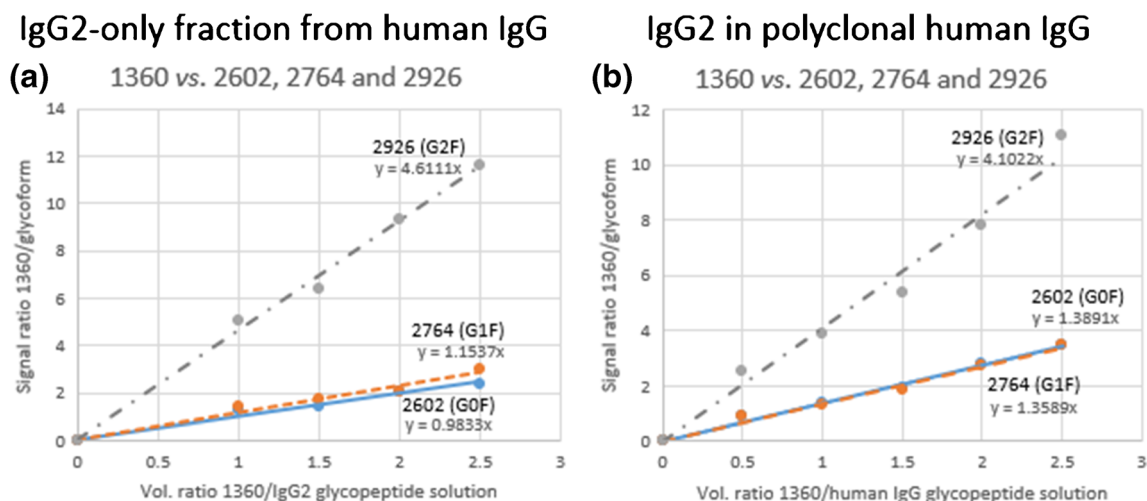 IgG2-only fraction from human IgG
(a)
1360 vs. 2602, 2764 and 2926
Signal ratio 1360/glycoform
14
12
10
8
6
4
2
0
2926 (G2F)
y = 4.6111x
2764 (G1F)
y = 1.1537x
2602 (G0F)
y = 0.9833x
0
0.5
1
1.5
2
2.5
3
Vol. ratio 1360/IgG2 glycopeptide solution
IgG2 in polyclonal human IgG
(b)
1360 vs. 2602, 2764 and 2926
Signal ratio 1360/glycoform
12
10
8
6
4
2
0
2926 (G2F)
y = 4.1022x
2602 (G0F)
y = 1.3891x
2764 (G1F)
y = 1.3589x
0
0.5
1
1.5
2
2.5
3
Vol. ratio 1360/human IgG glycopeptide solution